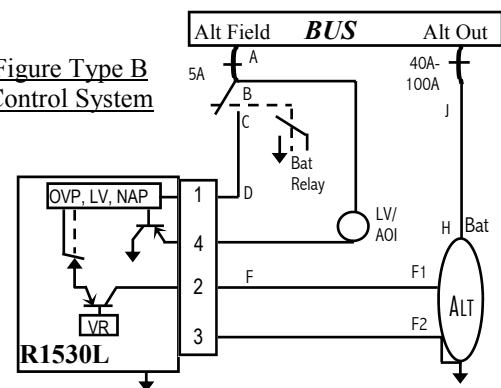 Alt Field BUS Alt Out
Figure Type B
Control System
5A
A
40A-
100A
B
C
J
Bat
Relay
OVP, LV, NAP
1
D
LV/
AOI
H
Bat
4
2
F
F1
ALT
VR
3
F2
R1530L